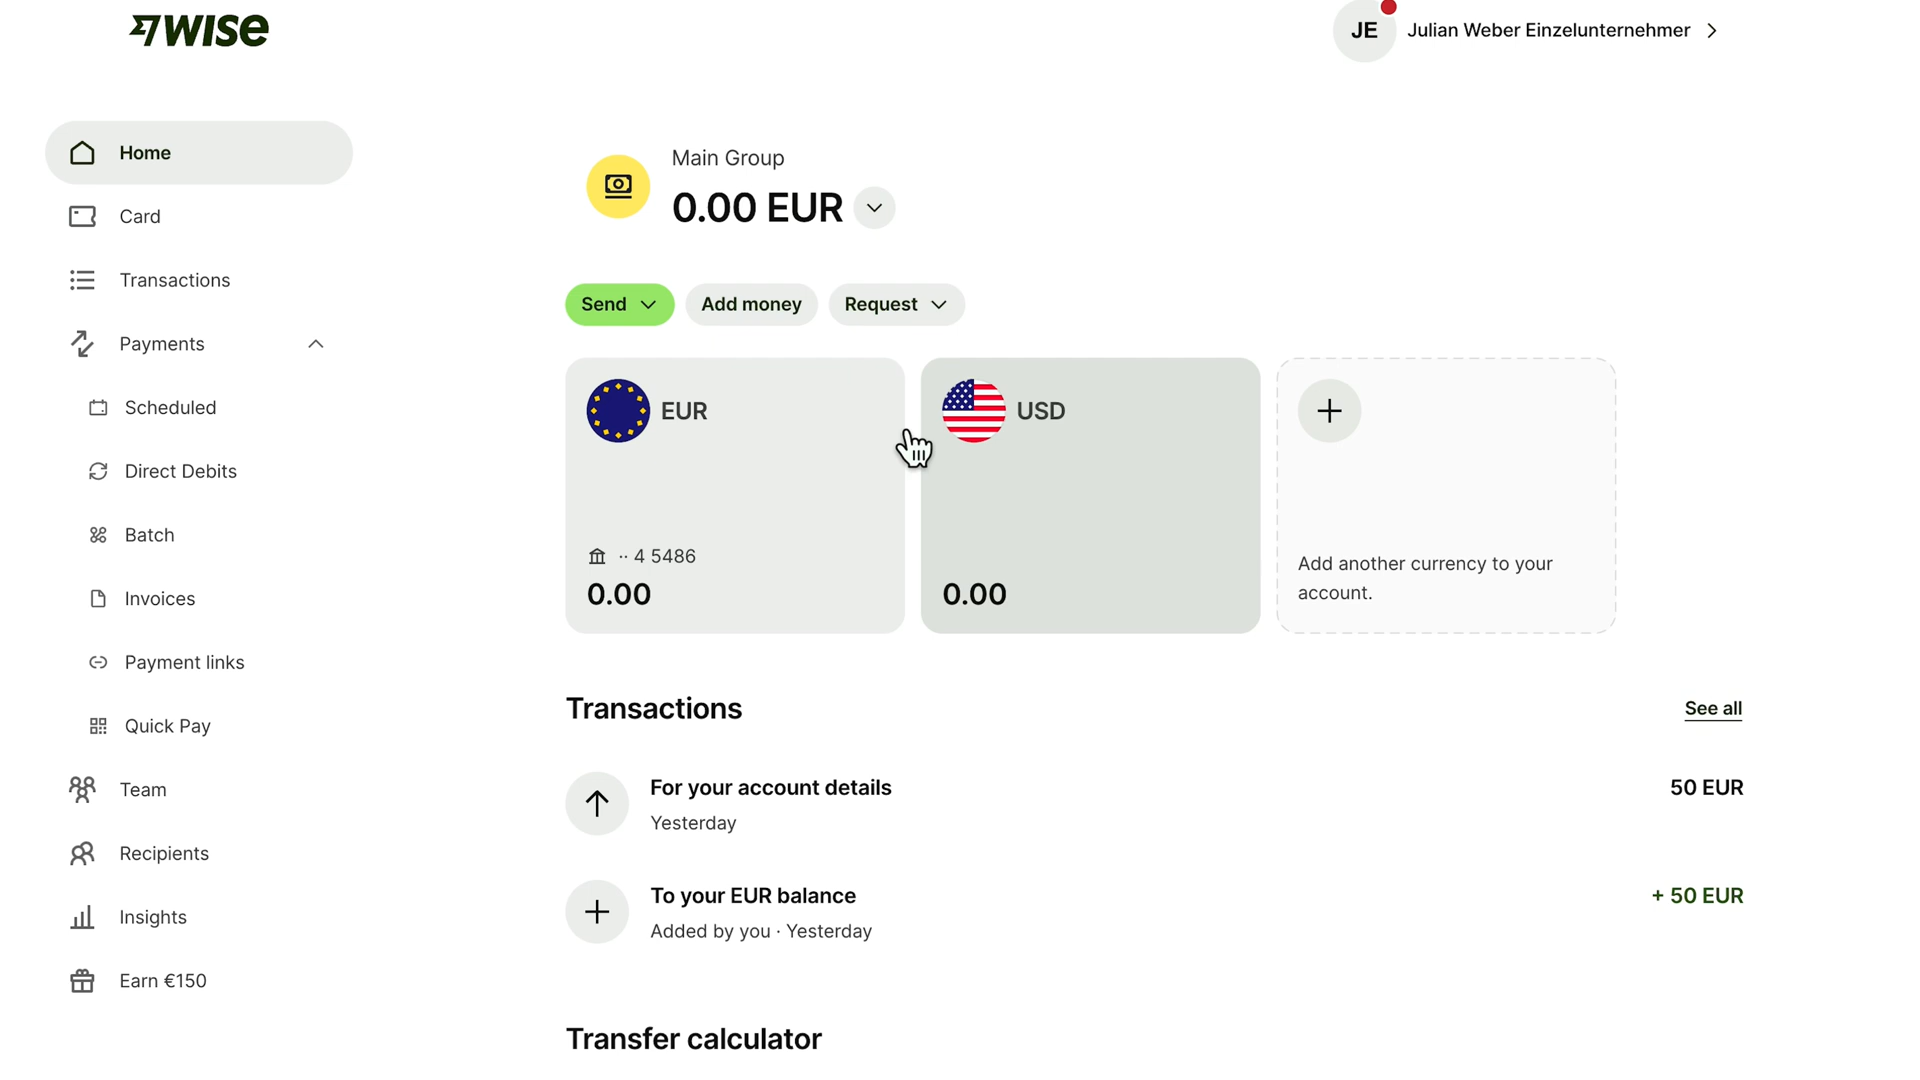 WISE
JE
Julian Weber Einzelunternehmer
Home
Card
Transactions
Payments
Scheduled
Direct Debits
Batch
Invoices
Payment links
Quick Pay
Team
Recipients
Insights
Earn €150
Main Group
0.00 EUR
Send
Add money
Request
EUR
·· 4 5486
0.00
USD
0.00
Add another currency to your
account.
Transactions
See all
For your account details
50 EUR
Yesterday
To your EUR balance
+ 50 EUR
Added by you · Yesterday
Transfer calculator